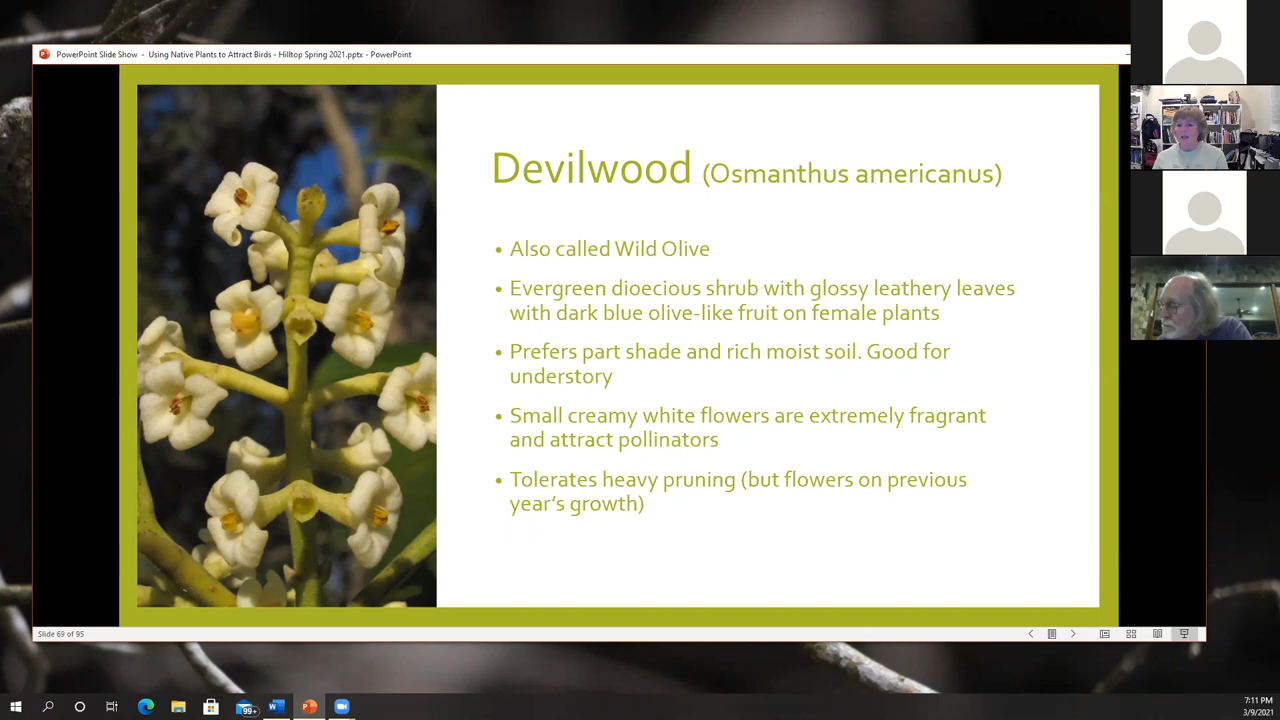 PowerPoint Slide Show - Using Native Plants to Attract Birds - Hilltop Spring 2021.pptx - PowerPoint
Devilwood (Osmanthus americanus)
• Also called Wild Olive
• Evergreen dioecious shrub with glossy leathery leaves
with dark blue olive-like fruit on female plants
• Prefers part shade and rich moist soil. Good for
understory
• Small creamy white flowers are extremely fragrant
and attract pollinators
• Tolerates heavy pruning (but flowers on previous
year's growth)
Slide 69 of 95
99+
7:11 PM
3/9/2021